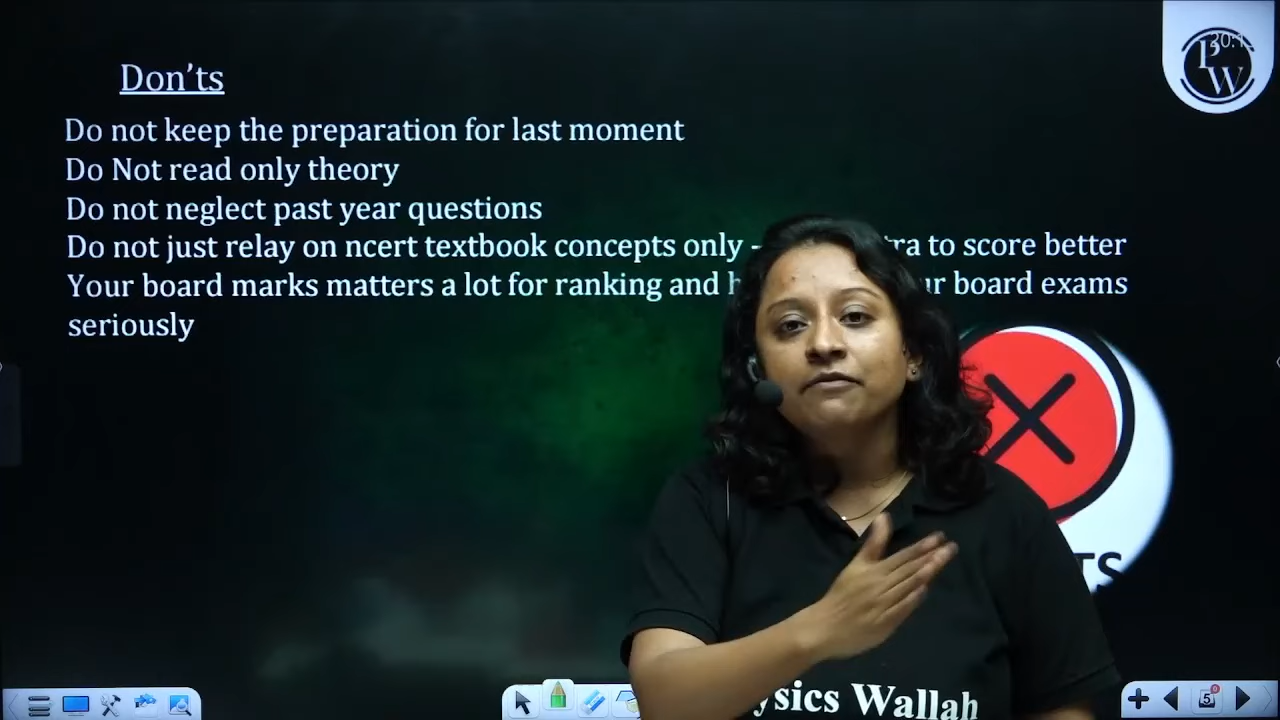 Don'ts
Do not keep the preparation for last moment
Do Not read only theory
Do not neglect past year questions
Do not just relay on ncert textbook concepts only - to score better
Your board marks matters a lot for ranking and board exams
seriously
PW
Wallah
5